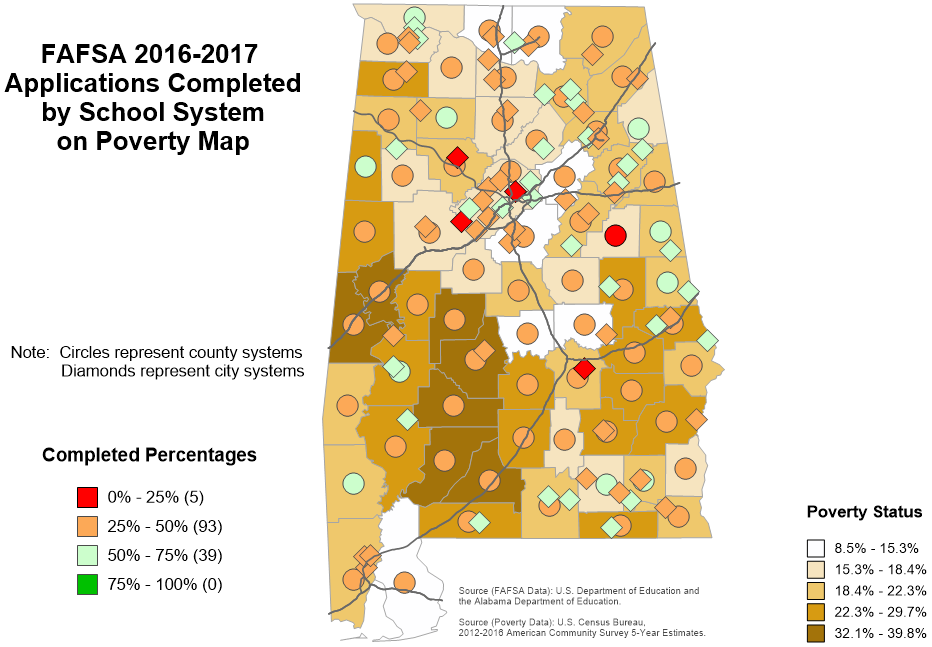 FAFSA 2016-2017
Applications Completed
by School System
on Poverty Map
Note: Circles represent county systems
Diamonds represent city systems
Completed Percentages
0% - 25% (5)
25% - 50% (93)
50% - 75% (39)
75% - 100% (0)
Poverty Status
8.5% - 15.3%
15.3% - 18.4%
18.4% - 22.3%
22.3% - 29.7%
32.1% - 39.8%
Source (FAFSA Data): U.S. Department of Education and
the Alabama Department of Education.
Source (Poverty Data): U.S. Census Bureau,
2012-2016 American Community Survey 5-Year Estimates.